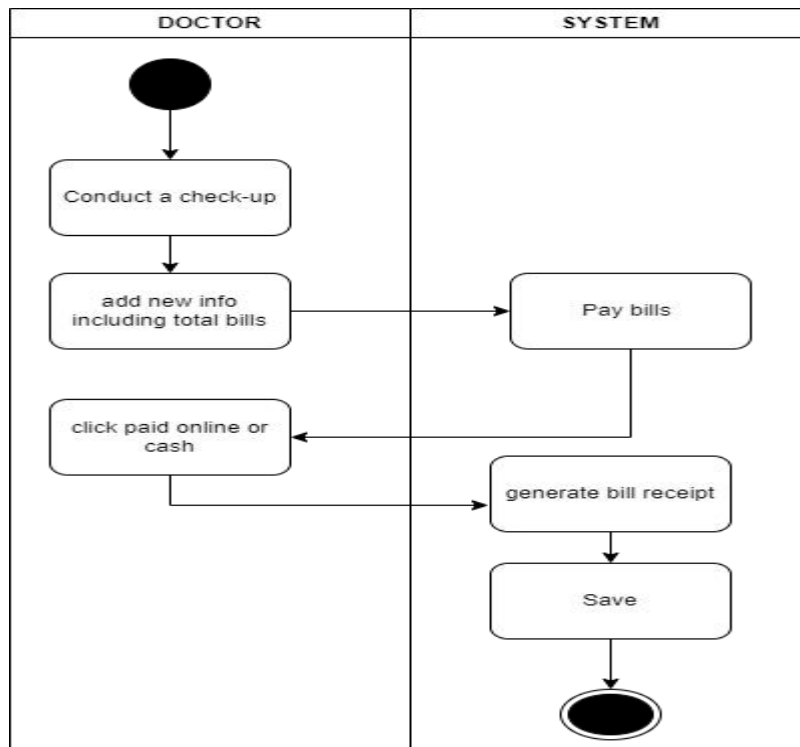 DOCTOR
SYSTEM
Conduct a check-up
add new info
including total bills
Pay bills
click paid online or
cash
generate bill receipt
Save